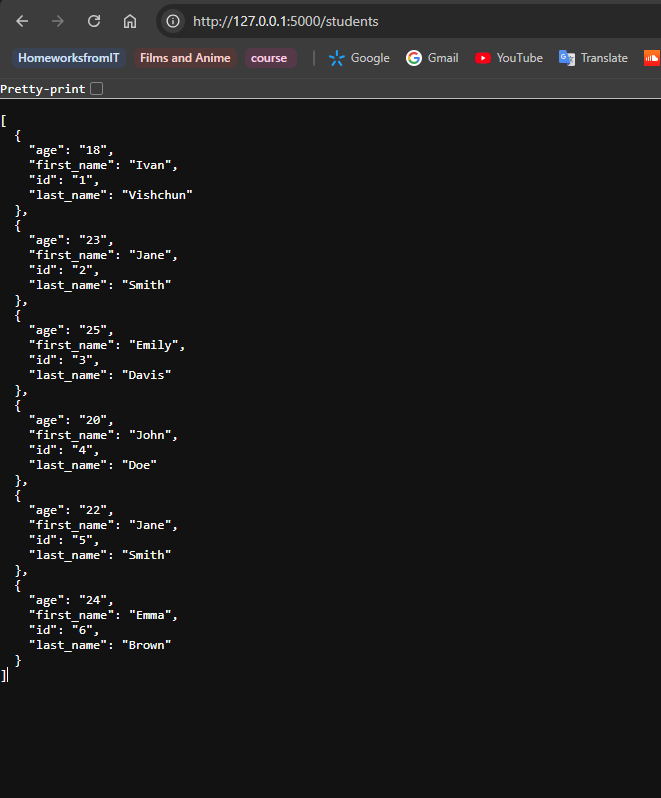 http://127.0.0.1:5000/students
HomeworksfromIT Films and Anime course Google Gmail YouTube Translate
Pretty-print
[
  {
    "age": "18",
    "first_name": "Ivan",
    "id": "1",
    "last_name": "Vishchun"
  },
  {
    "age": "23",
    "first_name": "Jane",
    "id": "2",
    "last_name": "Smith"
  },
  {
    "age": "25",
    "first_name": "Emily",
    "id": "3",
    "last_name": "Davis"
  },
  {
    "age": "20",
    "first_name": "John",
    "id": "4",
    "last_name": "Doe"
  },
  {
    "age": "22",
    "first_name": "Jane",
    "id": "5",
    "last_name": "Smith"
  },
  {
    "age": "24",
    "first_name": "Emma",
    "id": "6",
    "last_name": "Brown"
  }
]